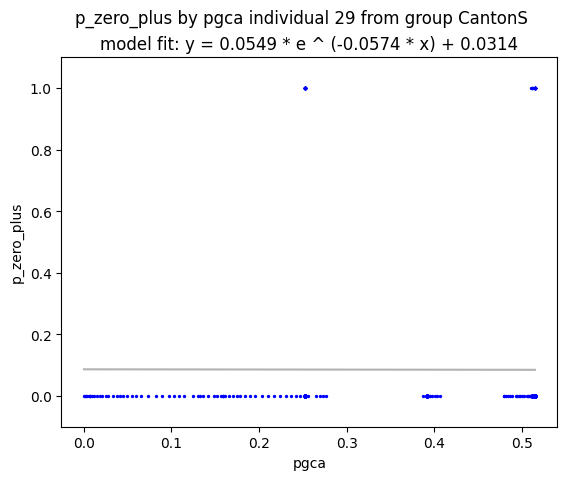 p_zero_plus by pgca individual 29 from group CantonS
model fit: y = 0.0549 * e ^ (-0.0574 * x) + 0.0314
1.0
0.8
0.6
0.4
0.2
0.0
p_zero_plus
0.0 0.1 0.2 0.3 0.4 0.5
pgca